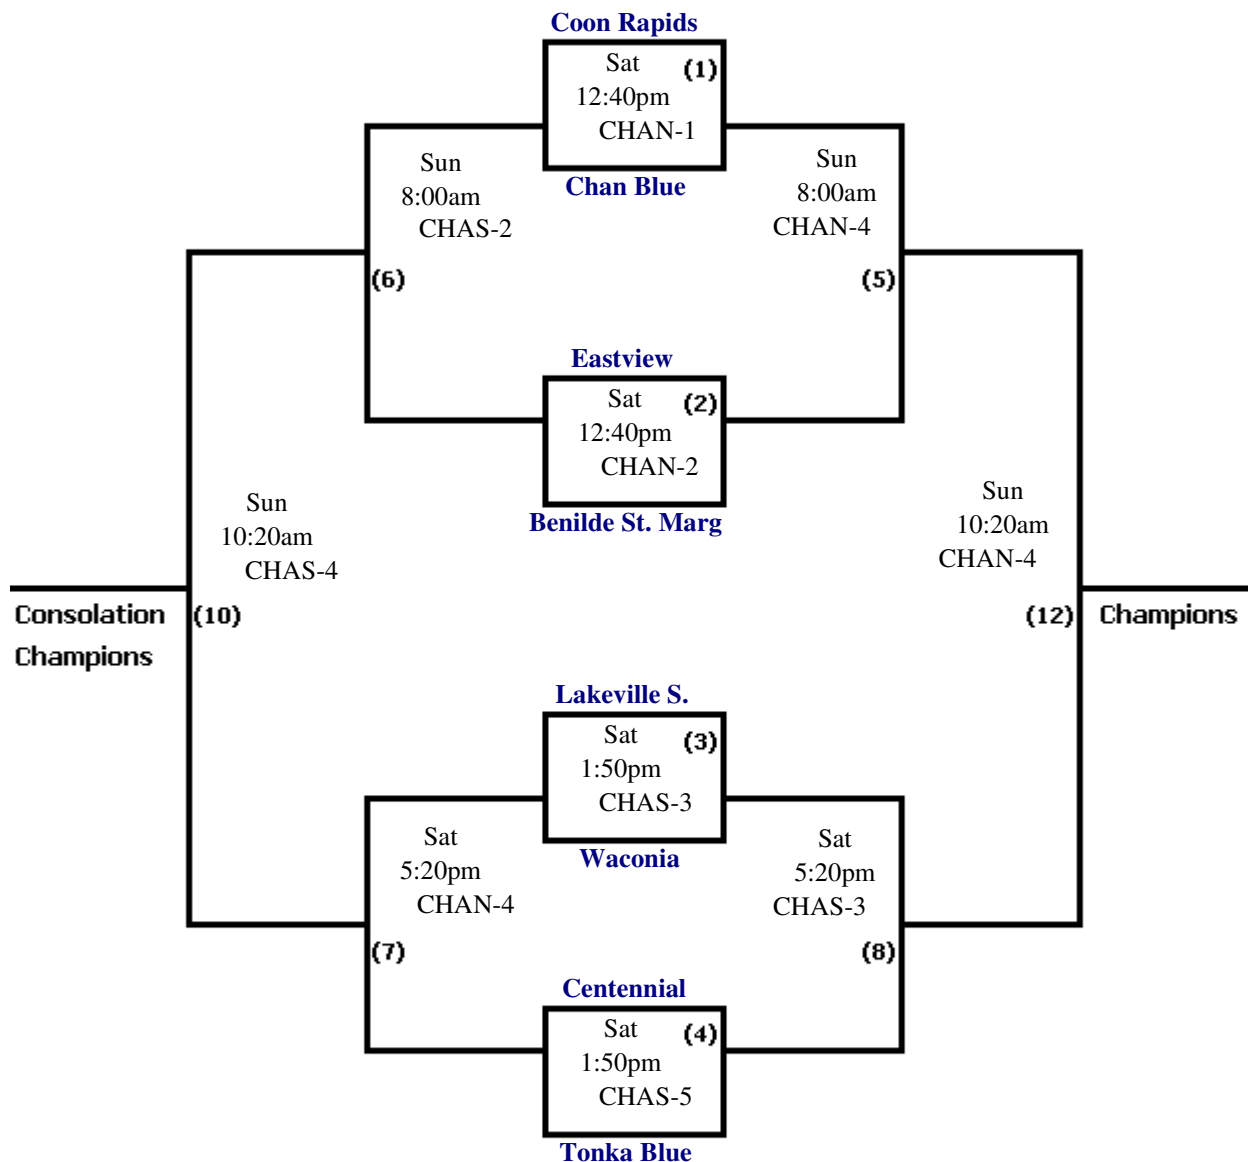 Coon Rapids
Sat (1)
12:40pm
CHAN-1
Chan Blue
Sun
8:00am
CHAS-2
(6)
Sun
8:00am
CHAN-4
(5)
Eastview
Sat (2)
12:40pm
CHAN-2
Benilde St. Marg
Sun
10:20am
CHAS-4
(10)
Consolation
Champions
Sun
10:20am
CHAN-4
(12)
Champions
Lakeville S.
Sat (3)
1:50pm
CHAS-3
Waconia
Sat
5:20pm
CHAN-4
(7)
Sat
5:20pm
CHAS-3
(8)
Centennial
Sat (4)
1:50pm
CHAS-5
Tonka Blue